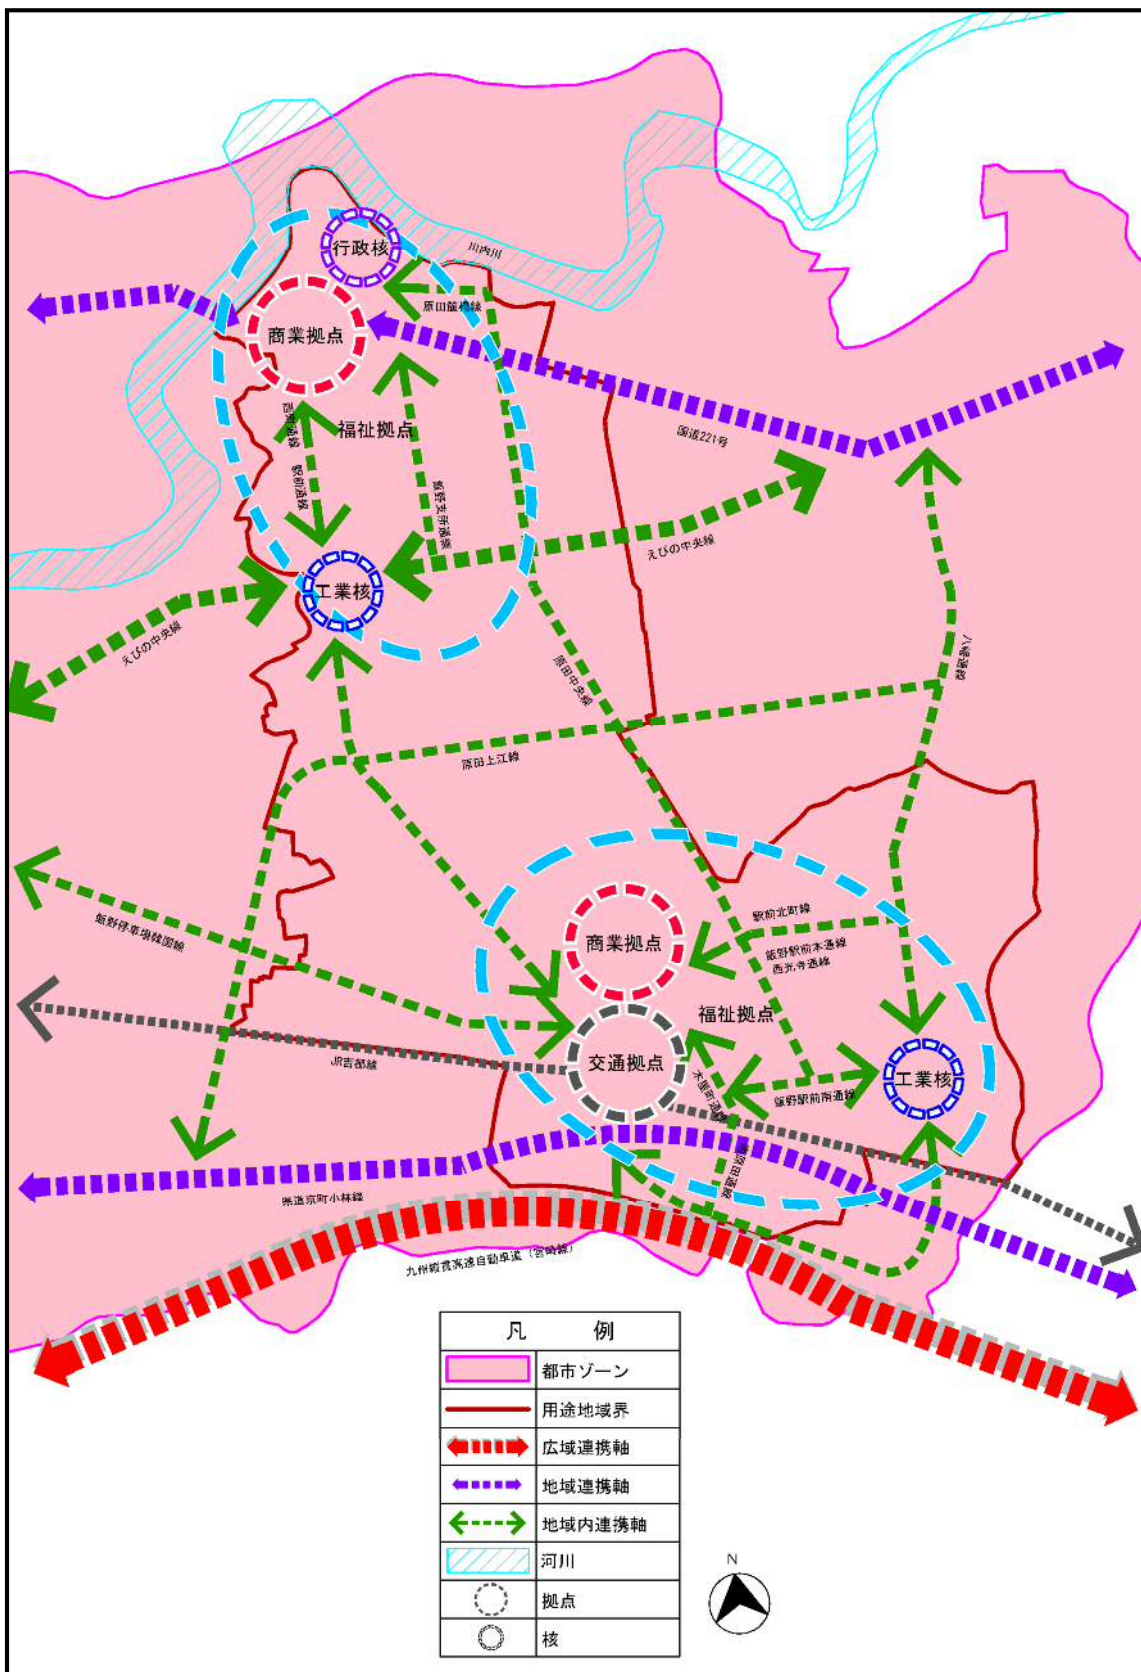 行政核
川内川
原田麓橋線
商業拠点
福祉拠点
西青通線
駅前通線
飯野支所通線
国道221号
えびの中央線
工業核
えびの中央線
原田中央線
八幡通線
原田上江線
飯野停車場韓国線
商業拠点
駅前北町線
飯野駅前本通線
西光寺通線
福祉拠点
JR吉都線
交通拠点
工業核
飯野駅前南通線
県道京町小林線
九州縦貫高速自動車道(宮崎線)
凡 例
都市ゾーン
用途地域界
広域連携軸
地域連携軸
地域内連携軸
河川
拠点
核
N